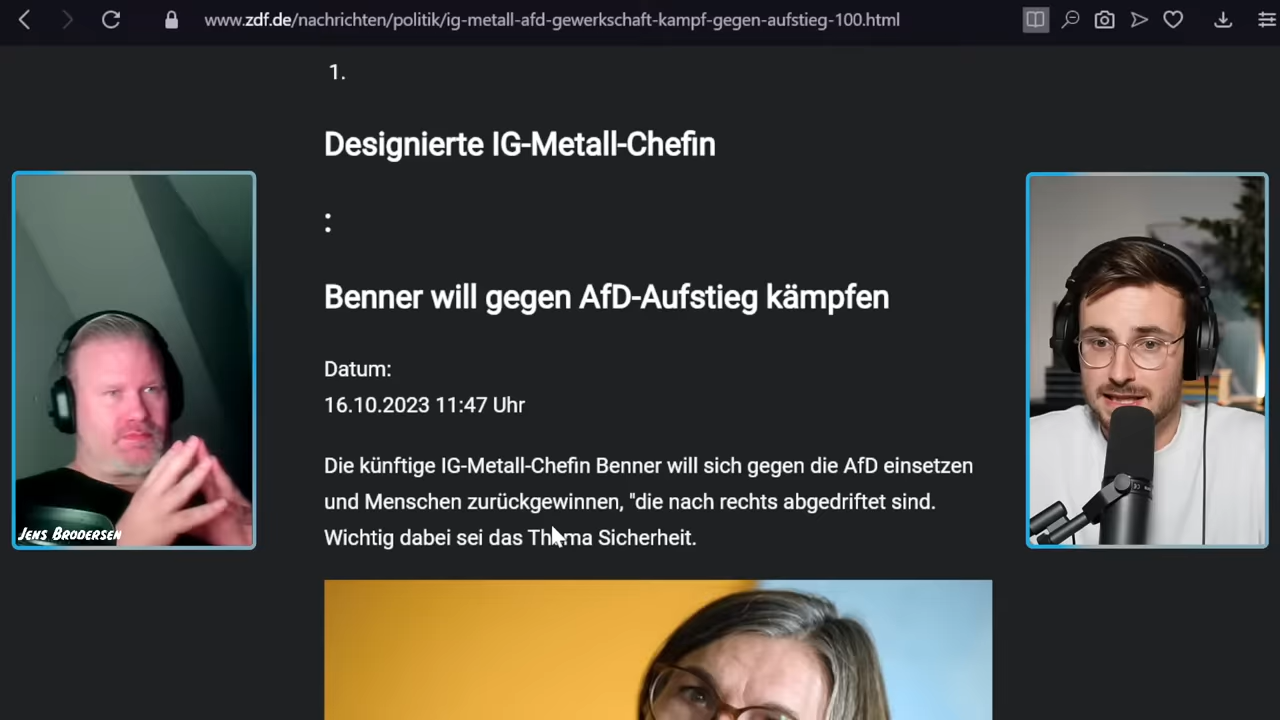 www.zdf.de/nachrichten/politik/ig-metall-afd-gewerkschaft-kampf-gegen-aufstieg-100.html
1.
Designierte IG-Metall-Chefin
:
Benner will gegen AfD-Aufstieg kämpfen
Datum:
16.10.2023 11:47 Uhr
Die künftige IG-Metall-Chefin Benner will sich gegen die AfD einsetzen
und Menschen zurückgewinnen, "die nach rechts abgedriftet sind.
Wichtig dabei sei das Thema Sicherheit.
Jens Brodersen